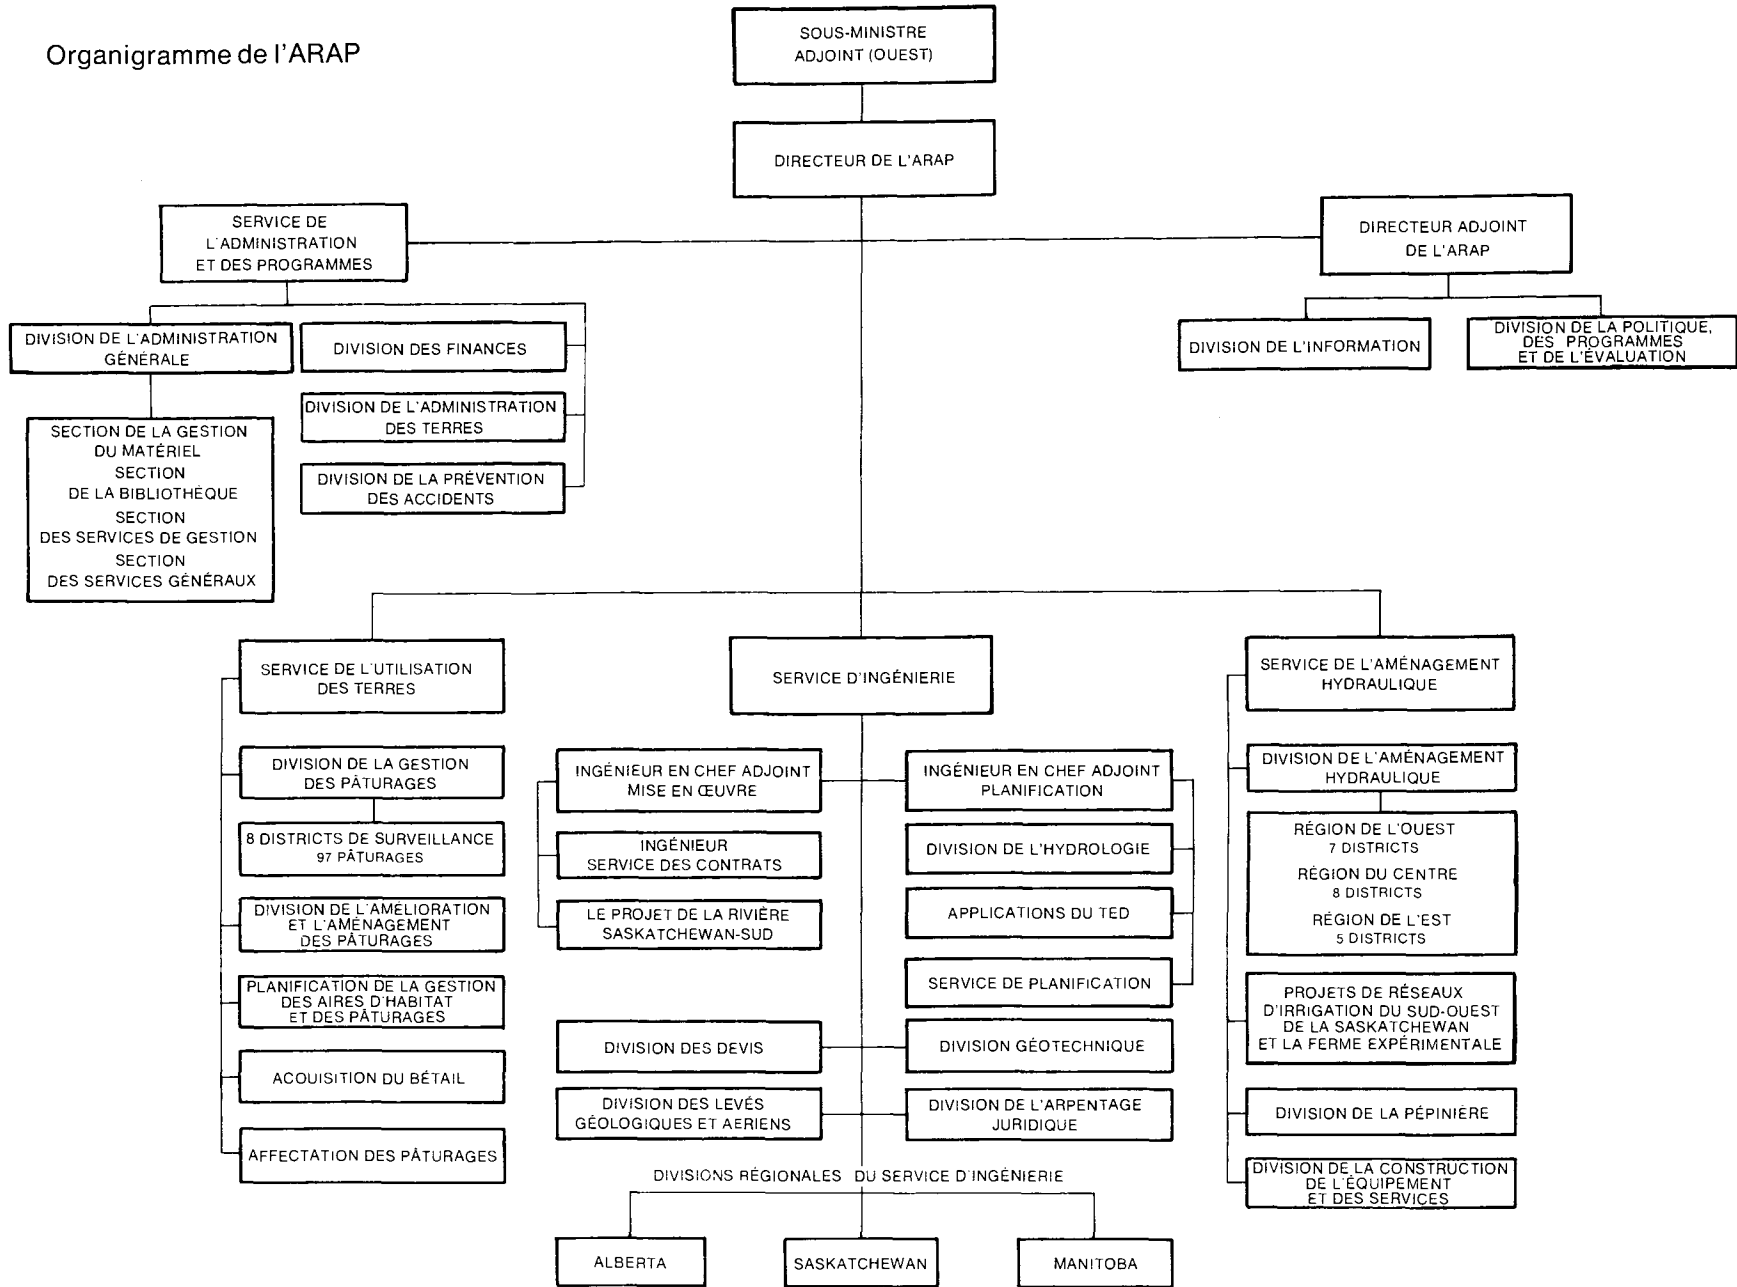 Organigramme de l'ARAP
SOUS-MINISTRE
ADJOINT (OUEST)
DIRECTEUR DE L'ARAP
SERVICE DE
L'ADMINISTRATION
ET DES PROGRAMMES
DIRECTEUR ADJOINT
DE L'ARAP
DIVISION DE L'ADMINISTRATION
GÉNÉRALE
DIVISION DES FINANCES
DIVISION DE L'ADMINISTRATION
DES TERRES
DIVISION DE LA PRÉVENTION
DES ACCIDENTS
SECTION DE LA GESTION
DU MATÉRIEL
SECTION
DE LA BIBLIOTHÈQUE
SECTION
DES SERVICES DE GESTION
SECTION
DES SERVICES GÉNÉRAUX
DIVISION DE L'INFORMATION
DIVISION DE LA POLITIQUE,
DES PROGRAMMES
ET DE L'ÉVALUATION
SERVICE DE L'UTILISATION
DES TERRES
DIVISION DE LA GESTION
DES PÂTURAGES
8 DISTRICTS DE SURVEILLANCE
97 PÂTURAGES
DIVISION DE L'AMÉLIORATION
ET L'AMÉNAGEMENT
DES PÂTURAGES
PLANIFICATION DE LA GESTION
DES AIRES D'HABITAT
ET DES PÂTURAGES
ACOUISITION DU BÉTAIL
AFFECTATION DES PÂTURAGES
SERVICE D'INGÉNIERIE
INGÉNIEUR EN CHEF ADJOINT
MISE EN ŒUVRE
INGÉNIEUR
SERVICE DES CONTRATS
LE PROJET DE LA RIVIÈRE
SASKATCHEWAN-SUD
INGÉNIEUR EN CHEF ADJOINT
PLANIFICATION
DIVISION DE L'HYDROLOGIE
APPLICATIONS DU TED
SERVICE DE PLANIFICATION
DIVISION DES DEVIS
DIVISION GÉOTECHNIQUE
DIVISION DES LEVÉS
GÉOLOGIQUES ET AERIENS
DIVISION DE L'ARPENTAGE
JURIDIQUE
DIVISIONS RÉGIONALES DU SERVICE D'INGÉNIERIE
ALBERTA
SASKATCHEWAN
MANITOBA
SERVICE DE L'AMÉNAGEMENT
HYDRAULIQUE
DIVISION DE L'AMÉNAGEMENT
HYDRAULIQUE
RÉGION DE L'OUEST
7 DISTRICTS
RÉGION DU CENTRE
8 DISTRICTS
RÉGION DE L'EST
5 DISTRICTS
PROJETS DE RÉSEAUX
D'IRRIGATION DU SUD-OUEST
DE LA SASKATCHEWAN
ET LA FERME EXPÉRIMENTALE
DIVISION DE LA PÉPINIÈRE
DIVISION DE LA CONSTRUCTION
DE L'ÉQUIPEMENT
ET DES SERVICES